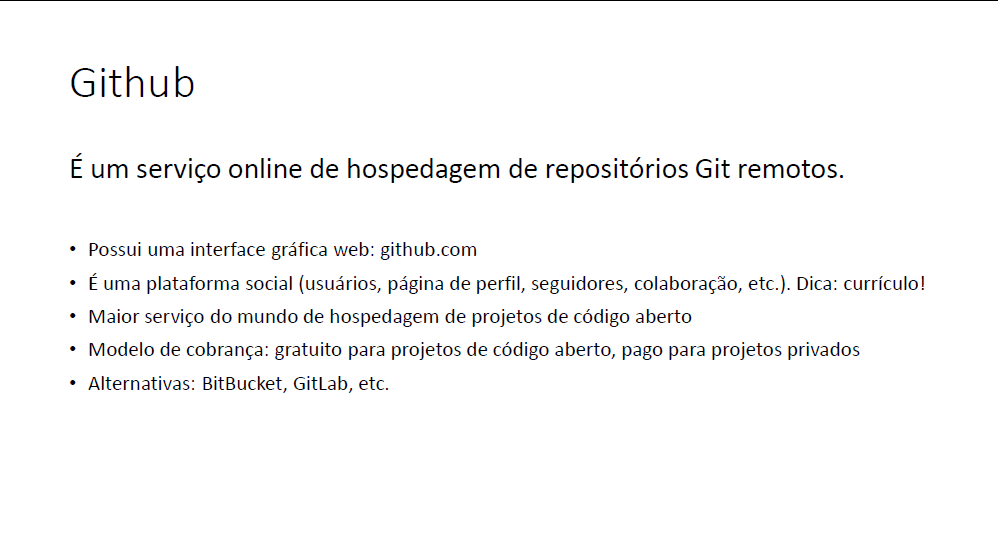 Github
É um serviço online de hospedagem de repositórios Git remotos.
• Possui uma interface gráfica web: github.com
• É uma plataforma social (usuários, página de perfil, seguidores, colaboração, etc.). Dica: currículo!
• Maior serviço do mundo de hospedagem de projetos de código aberto
• Modelo de cobrança: gratuito para projetos de código aberto, pago para projetos privados
• Alternativas: BitBucket, GitLab, etc.